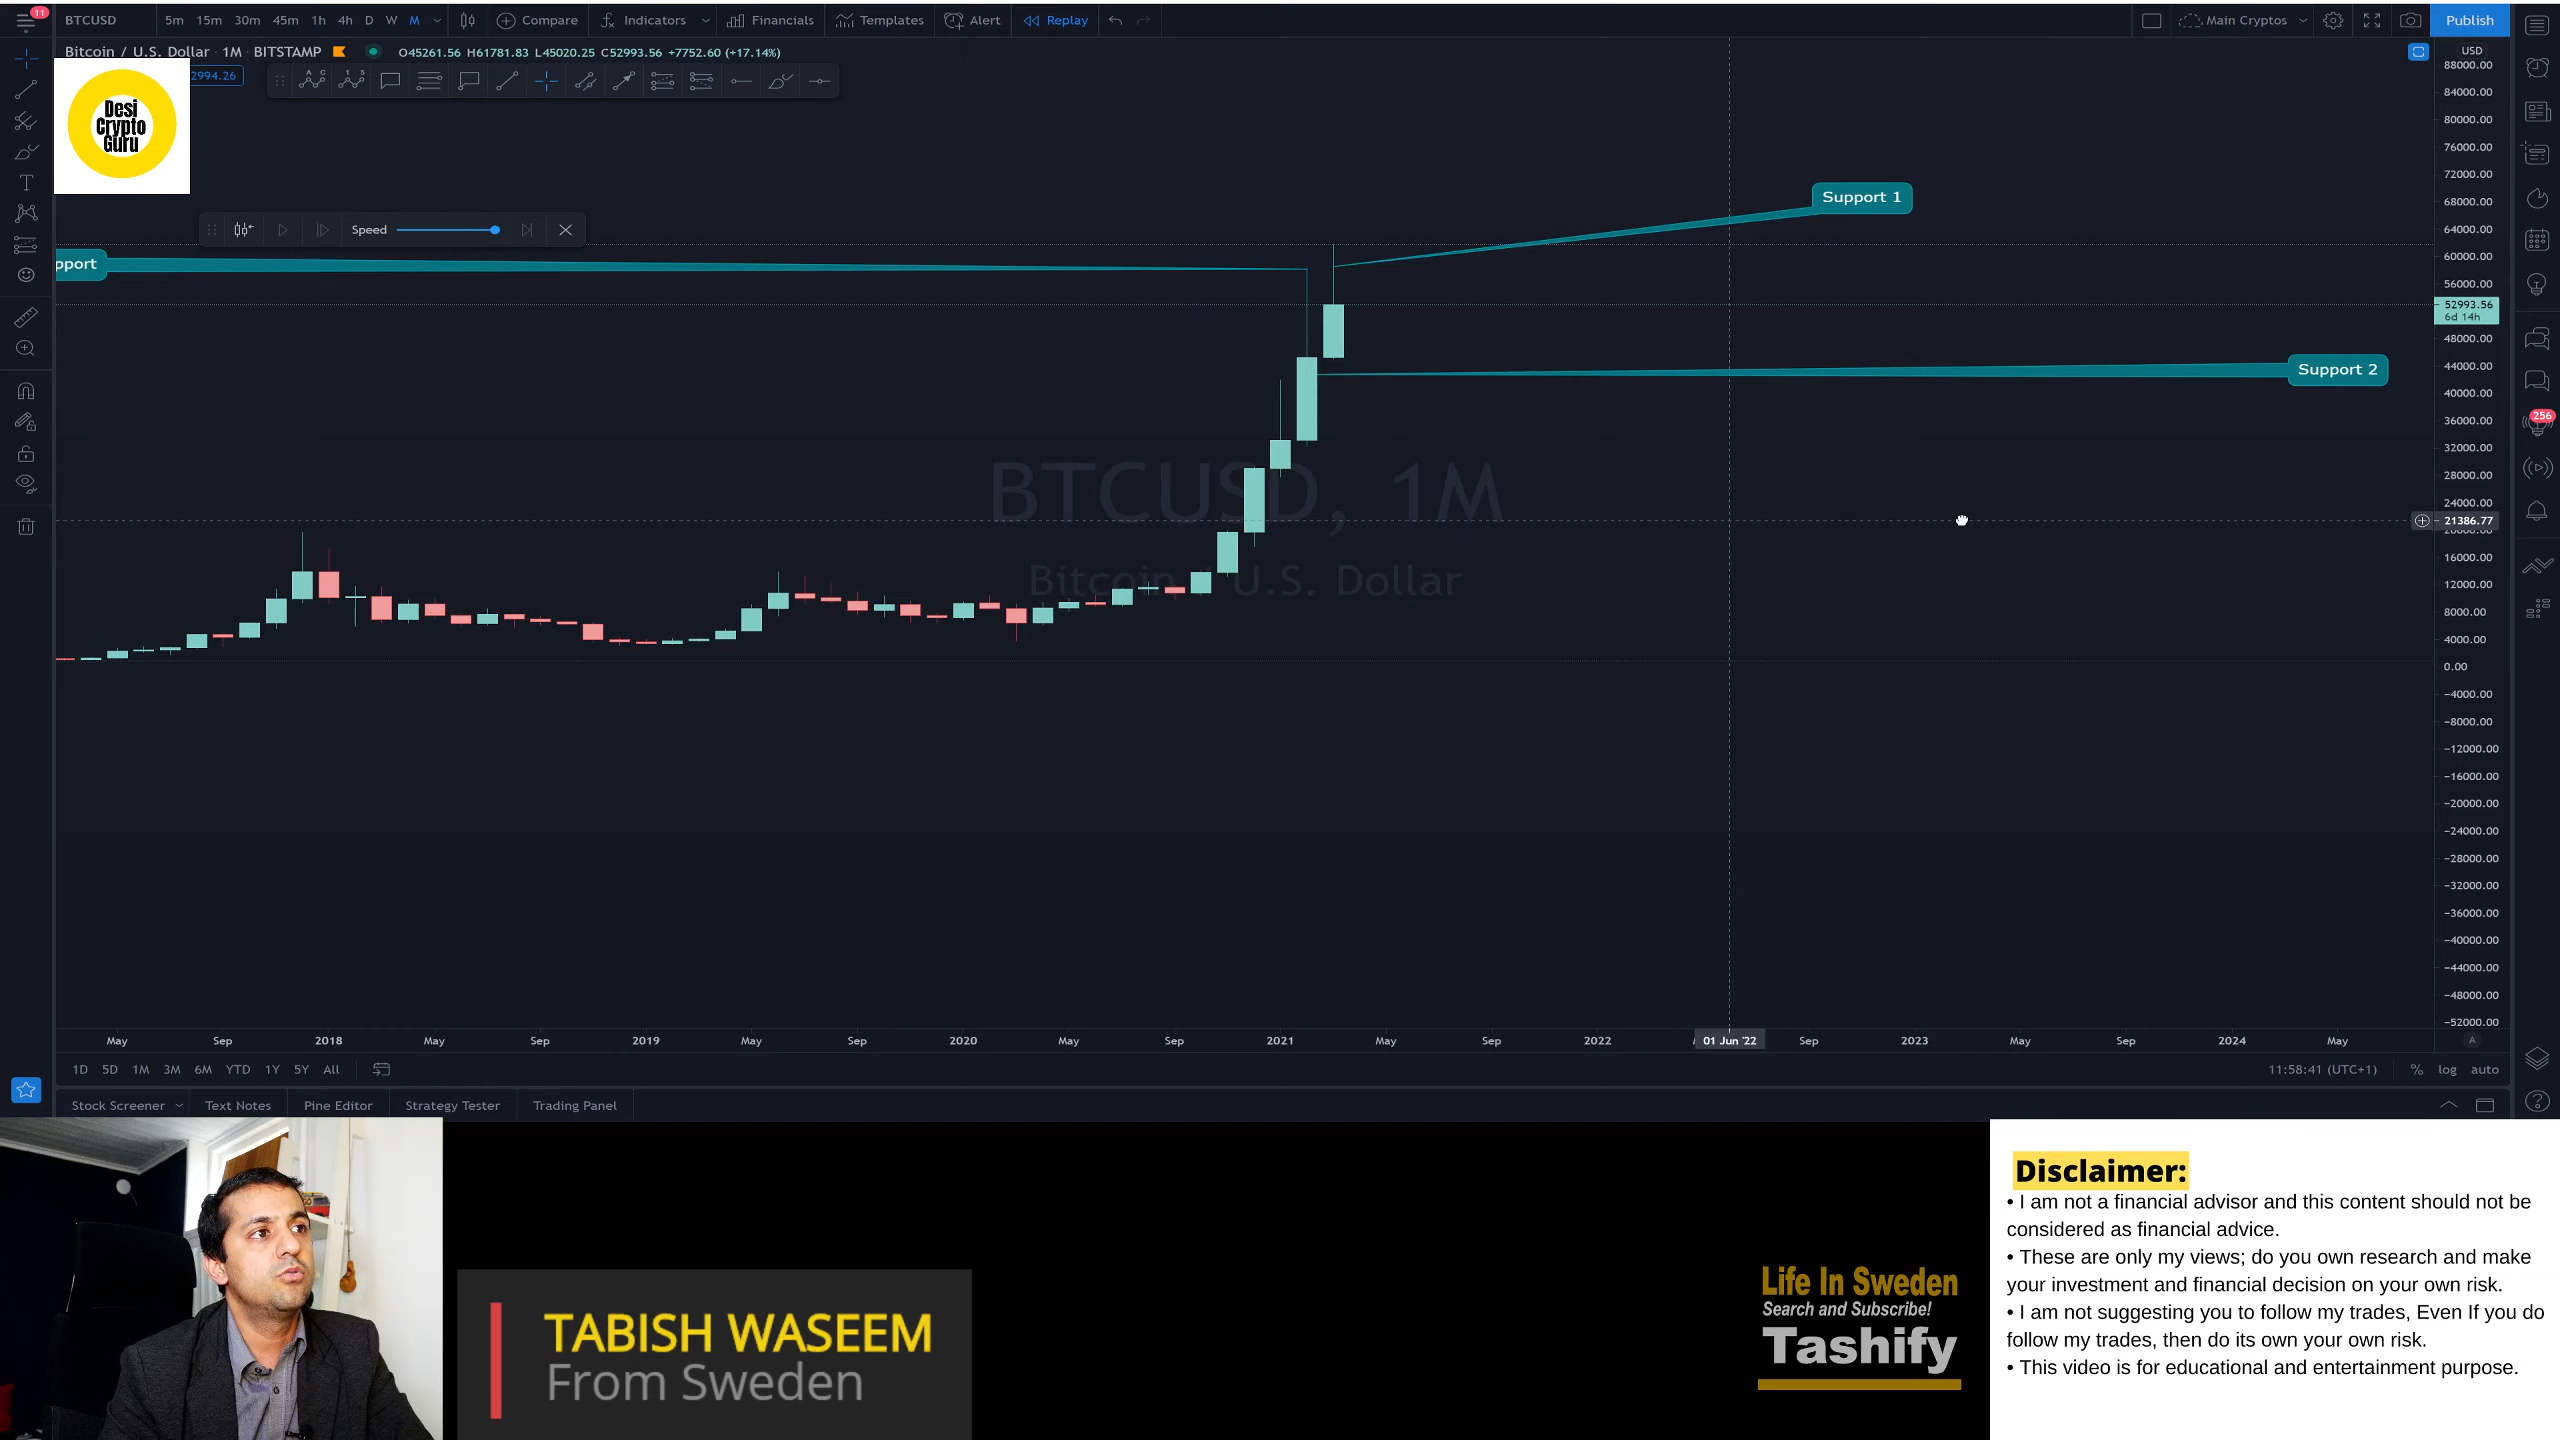 11
BTCUSD 5m 15m 30m 45m 1h 4h D W M Compare Indicators Financials Templates Alert Replay Main Cryptos Publish
Bitcoin / U.S. Dollar · 1M · BITSTAMP O45261.56 H61781.83 L45020.25 C52993.56 +7752.60 (+17.14%)
2994.26
USD
Desi
Crypto
Guru
Speed
Support 1
pport
Support 2
BTCUSD, 1M
Bitcoin / U.S. Dollar
88000.00
84000.00
80000.00
76000.00
72000.00
68000.00
64000.00
60000.00
56000.00
52993.56
6d 14h
48000.00
44000.00
40000.00
36000.00
32000.00
28000.00
24000.00
21386.77
16000.00
12000.00
8000.00
4000.00
0.00
−4000.00
−8000.00
−12000.00
−16000.00
−20000.00
−24000.00
−28000.00
−32000.00
−36000.00
−40000.00
−44000.00
−48000.00
−52000.00
256
May Sep 2018 May Sep 2019 May Sep 2020 May Sep 2021 May Sep 2022 01 Jun '22 Sep 2023 May Sep 2024 May A
1D 5D 1M 3M 6M YTD 1Y 5Y All 11:58:41 (UTC+1) % log auto
Stock Screener Text Notes Pine Editor Strategy Tester Trading Panel
TABISH WASEEM
From Sweden
Life In Sweden
Search and Subscribe!
Tashify
Disclaimer:
• I am not a financial advisor and this content should not be
considered as financial advice.
• These are only my views; do you own research and make
your investment and financial decision on your own risk.
• I am not suggesting you to follow my trades, Even If you do
follow my trades, then do its own your own risk.
• This video is for educational and entertainment purpose.